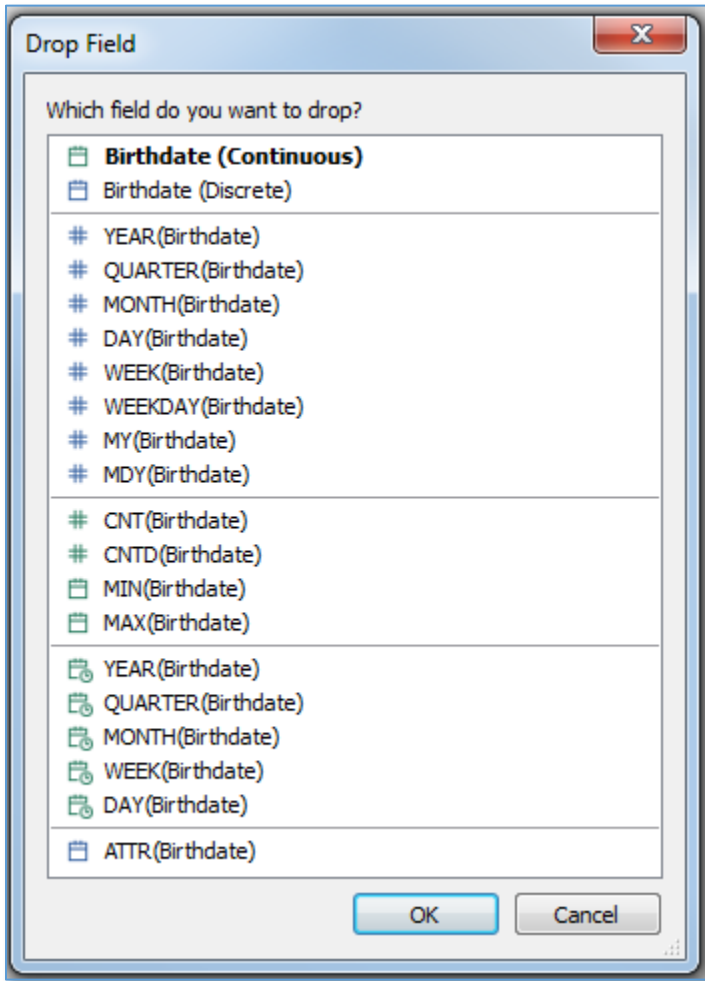 Drop Field
Which field do you want to drop?
Birthdate (Continuous)
Birthdate (Discrete)
YEAR(Birthdate)
QUARTER(Birthdate)
MONTH(Birthdate)
DAY(Birthdate)
WEEK(Birthdate)
WEEKDAY(Birthdate)
MY(Birthdate)
MDY(Birthdate)
CNT(Birthdate)
CNTD(Birthdate)
MIN(Birthdate)
MAX(Birthdate)
YEAR(Birthdate)
QUARTER(Birthdate)
MONTH(Birthdate)
WEEK(Birthdate)
DAY(Birthdate)
ATTR(Birthdate)
OK Cancel